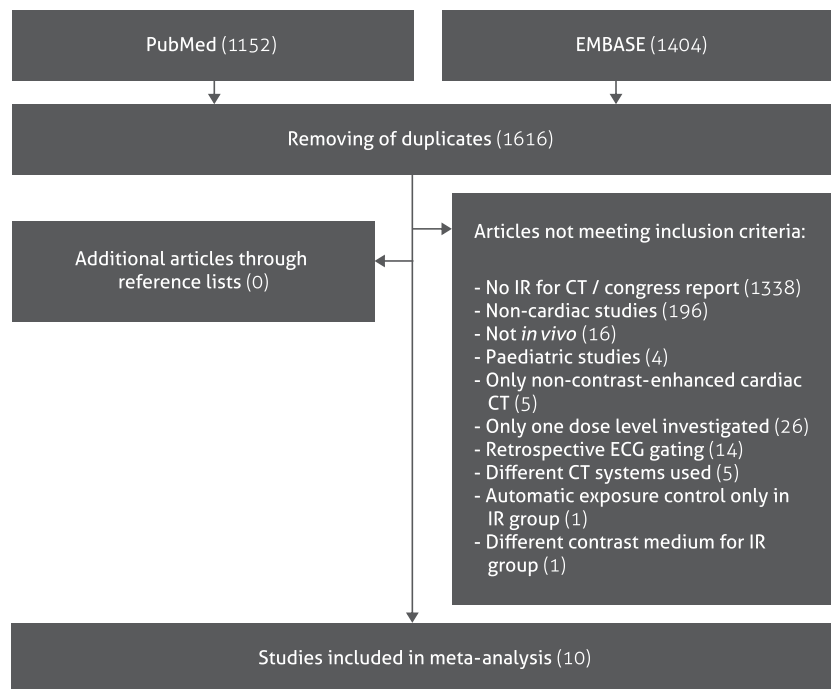 PubMed (1152)
EMBASE (1404)
Removing of duplicates (1616)
Additional articles through
reference lists (0)
Articles not meeting inclusion criteria:
- No IR for CT / congress report (1338)
- Non-cardiac studies (196)
- Not in vivo (16)
- Paediatric studies (4)
- Only non-contrast-enhanced cardiac
CT (5)
- Only one dose level investigated (26)
- Retrospective ECG gating (14)
- Different CT systems used (5)
- Automatic exposure control only in
IR group (1)
- Different contrast medium for IR
group (1)
Studies included in meta-analysis (10)